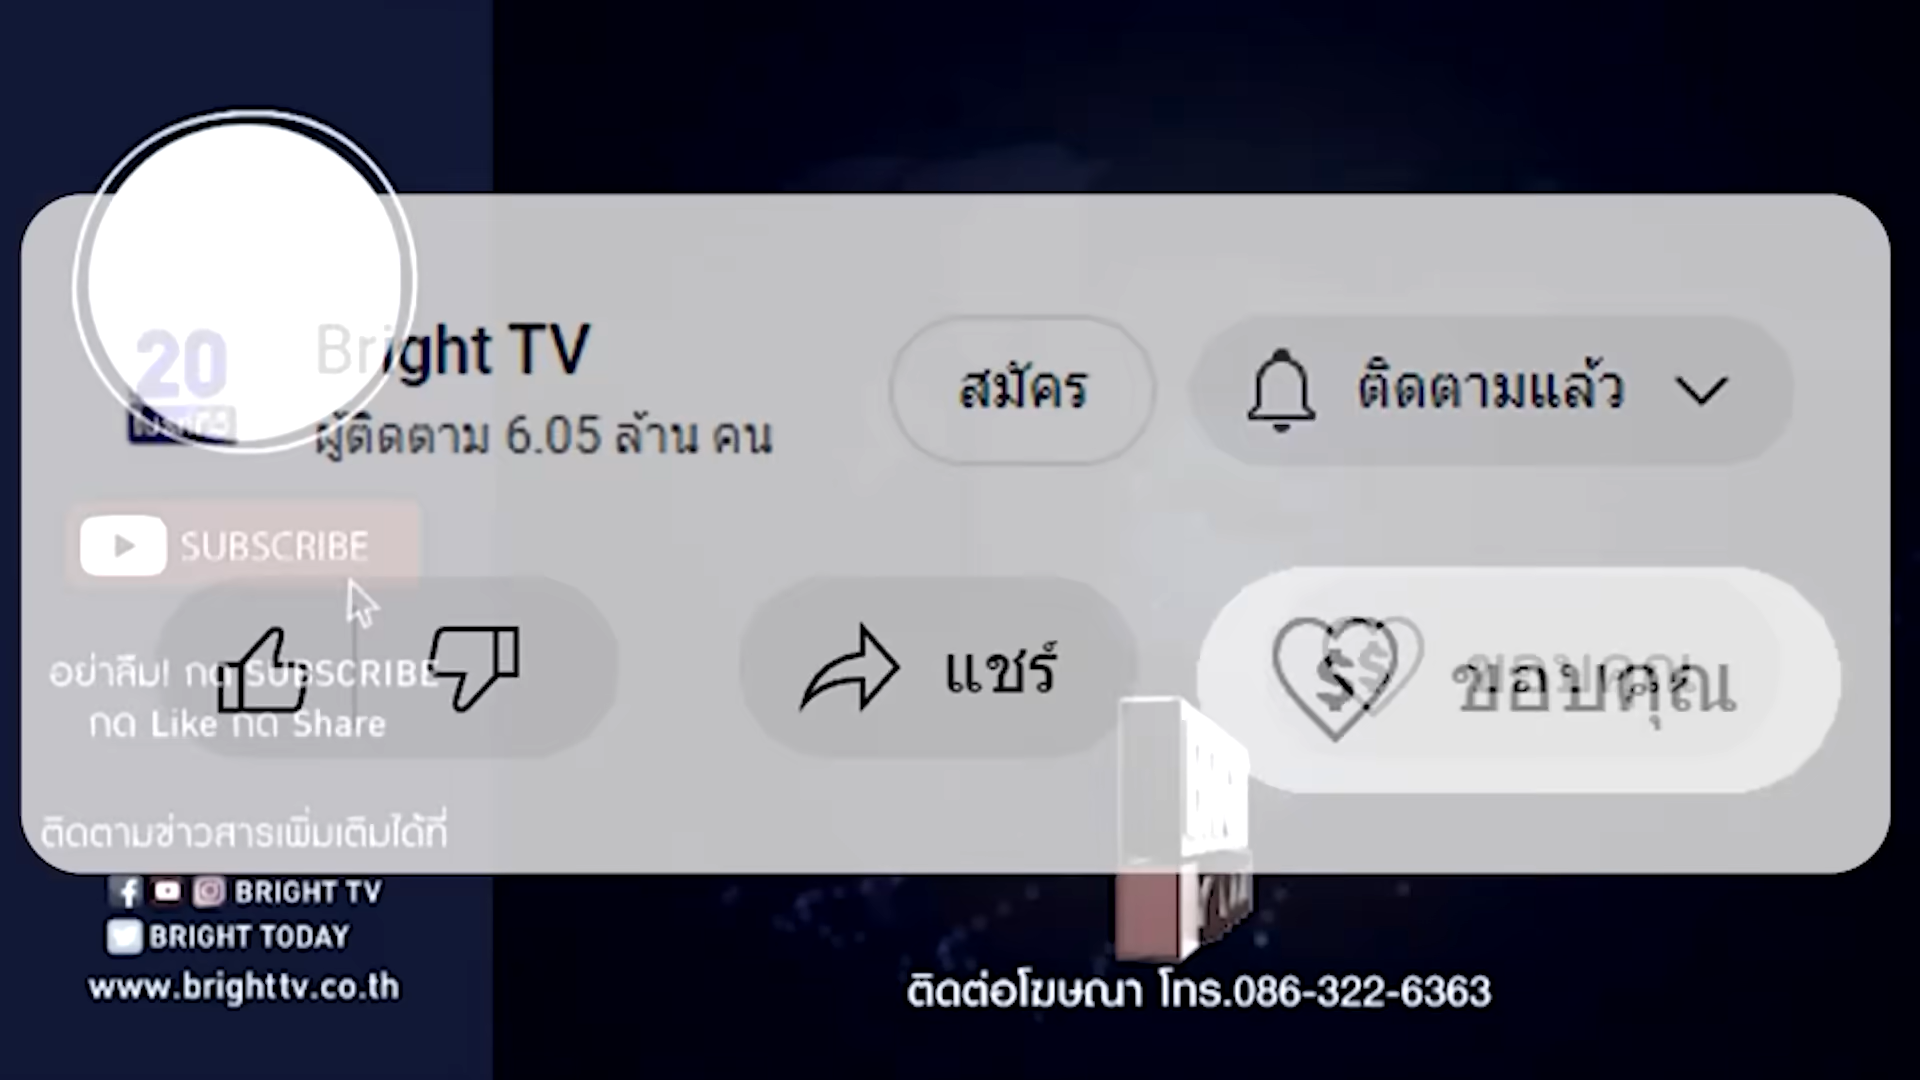 20
Bright TV
ผู้ติดตาม 6.05 ล้าน คน
สมัคร
ติดตามแล้ว
SUBSCRIBE
แชร์
ขอบคุณ
อย่าลืม! กด SUBSCRIBE
กด Like กด Share
ติดตามข่าวสารเพิ่มเติมได้ที่
BRIGHT TV
BRIGHT TODAY
www.brighttv.co.th
ติดต่อโฆษณา โทร.086-322-6363